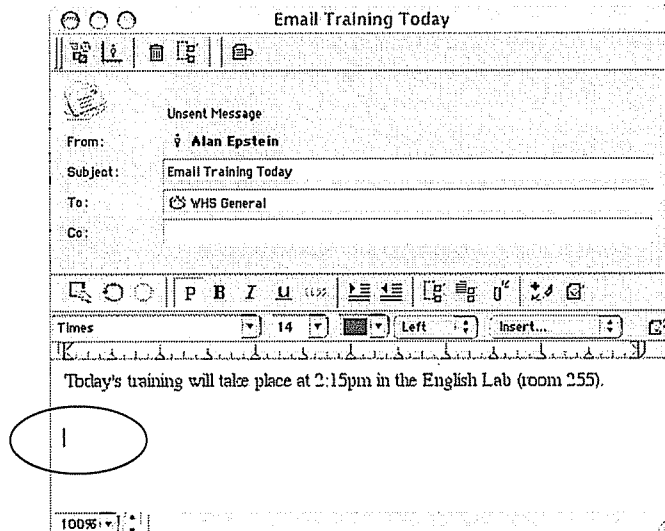 Email Training Today
Unsent Message
From: Alan Epstein
Subject: Email Training Today
To: WHS General
Cc:
P B I U
Times 14 Left Insert...
Today's training will take place at 2:15pm in the English Lab (room 255).
100%